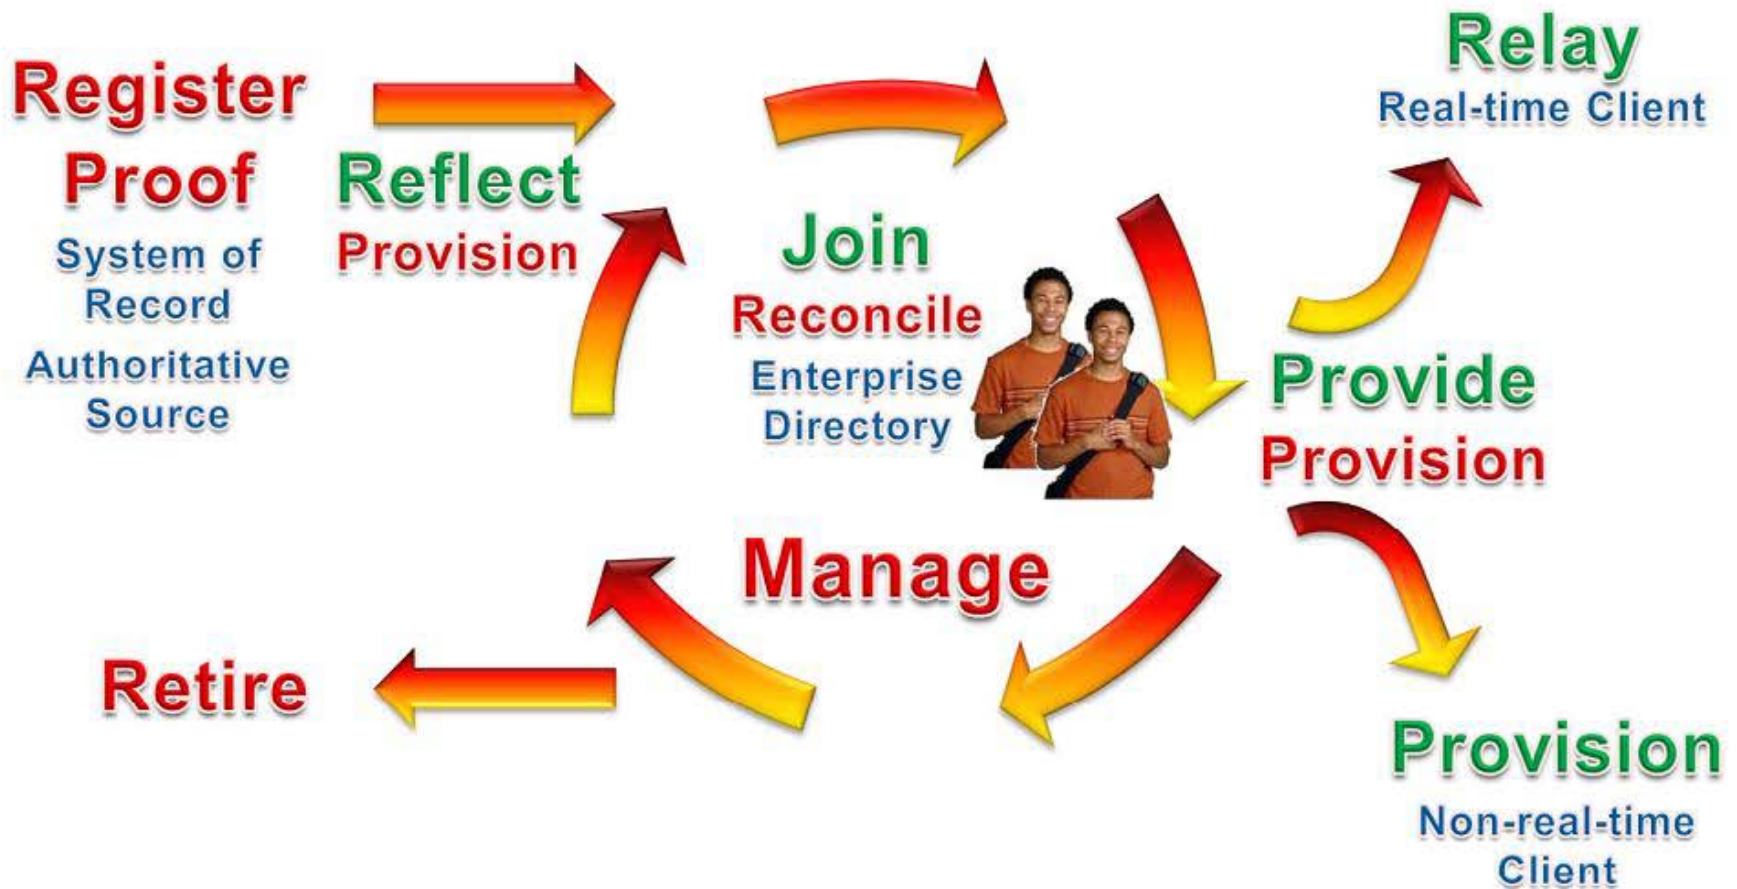 Register
Proof
System of
Record
Authoritative
Source
Reflect
Provision
Join
Reconcile
Enterprise
Directory
Manage
Retire
Relay
Real-time Client
Provide
Provision
Provision
Non-real-time
Client